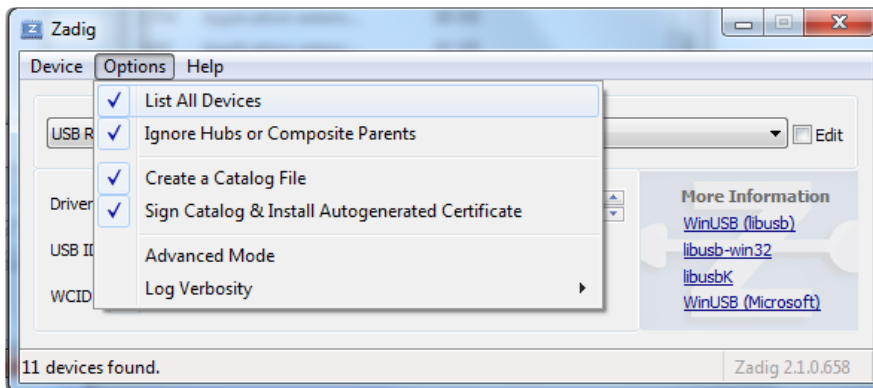 Zadig
Device Options Help
List All Devices
Ignore Hubs or Composite Parents
Create a Catalog File
Sign Catalog & Install Autogenerated Certificate
Advanced Mode
Log Verbosity
USB R
Edit
Driver
USB ID
WCID
More Information
WinUSB (libusb)
libusb-win32
libusbK
WinUSB (Microsoft)
11 devices found.
Zadig 2.1.0.658